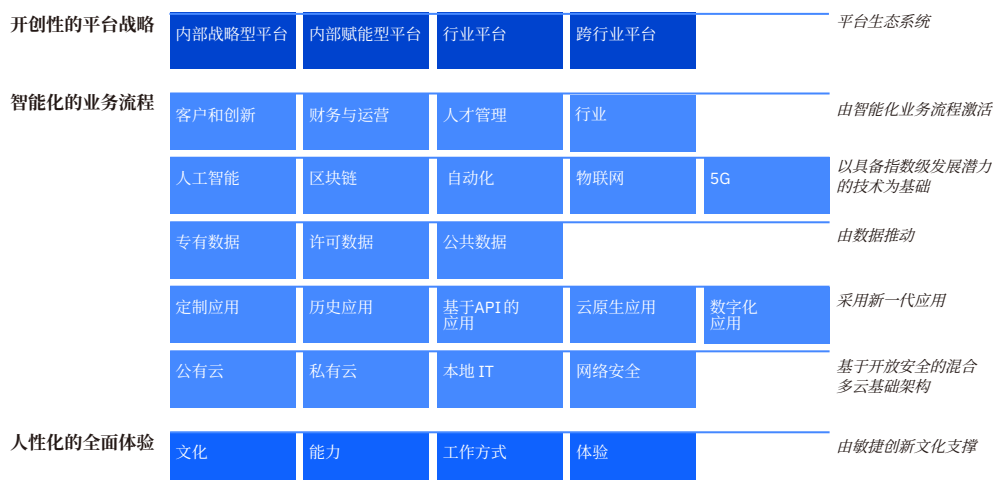 开创性的平台战略
内部战略型平台
内部赋能型平台
行业平台
跨行业平台
平台生态系统
智能化的业务流程
客户和创新
财务与运营
人才管理
行业
由智能化业务流程激活
人工智能
区块链
自动化
物联网
5G
以具备指数级发展潜力
的技术为基础
专有数据
许可数据
公共数据
由数据推动
定制应用
历史应用
基于API的
应用
云原生应用
数字化
应用
采用新一代应用
公有云
私有云
本地 IT
网络安全
基于开放安全的混合
多云基础架构
人性化的全面体验
文化
能力
工作方式
体验
由敏捷创新文化支撑